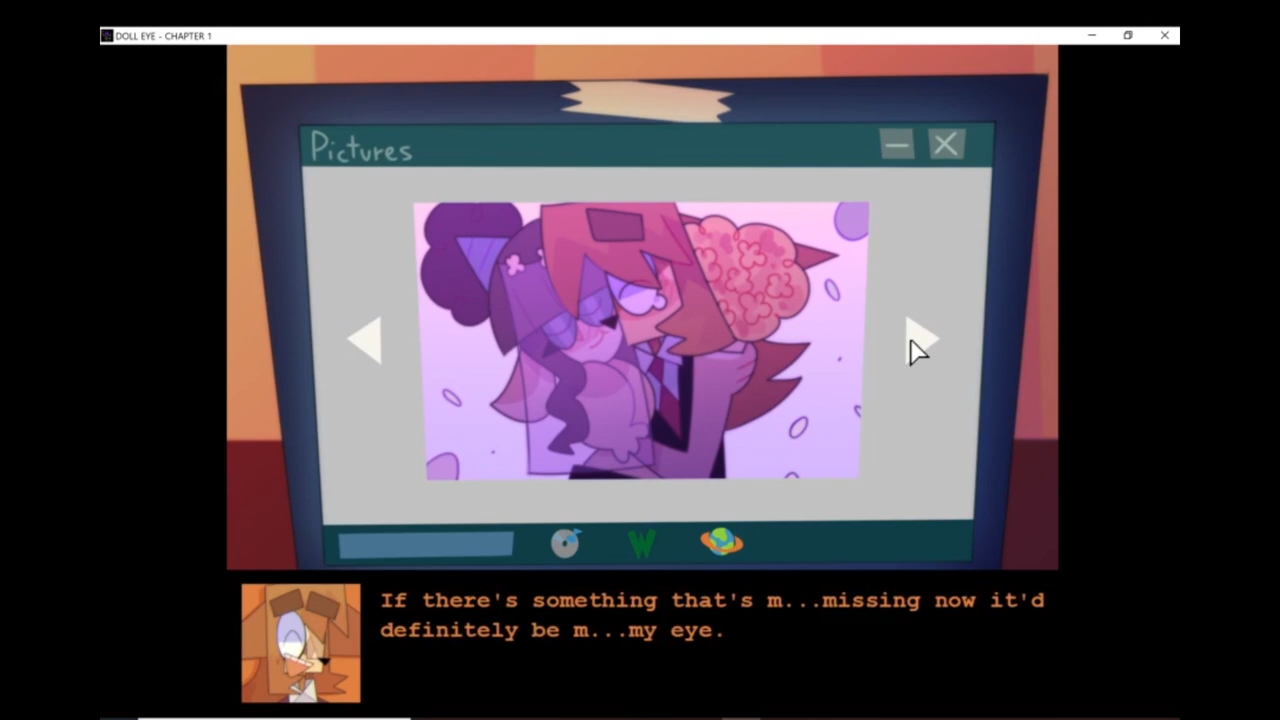 DOLL EYE - CHAPTER 1
Pictures
W
If there's something that's m...missing now it'd
definitely be m...my eye.